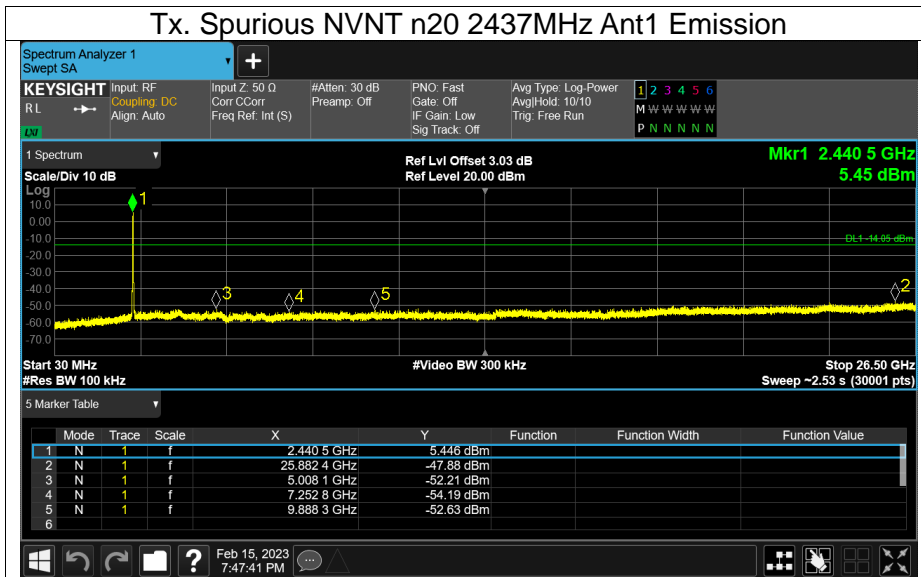 Tx. Spurious NVNT n20 2437MHz Ant1 Emission
Spectrum Analyzer 1
Swept SA
+
KEYSIGHT Input: RF Input Z: 50 Ω #Atten: 30 dB PNO: Fast Avg Type: Log-Power 1 2 3 4 5 6
RL Coupling: DC Corr CCorr Preamp: Off Gate: Off Avg|Hold: 10/10 M W W W W W
Align: Auto Freq Ref: Int (S) IF Gain: Low Trig: Free Run
LXI Sig Track: Off P N N N N N
1 Spectrum
Ref Lvl Offset 3.03 dB Mkr1 2.440 5 GHz
Scale/Div 10 dB Ref Level 20.00 dBm 5.45 dBm
Log
10.0
1
0.00
-10.0
DL1 -14.05 dBm
-20.0
-30.0
-40.0
3 4 5 2
-50.0
-60.0
-70.0
Start 30 MHz #Video BW 300 kHz Stop 26.50 GHz
#Res BW 100 kHz Sweep ~2.53 s (30001 pts)
5 Marker Table
Mode Trace Scale X Y Function Function Width Function Value
1 N 1 f 2.440 5 GHz 5.446 dBm
2 N 1 f 25.882 4 GHz -47.88 dBm
3 N 1 f 5.008 1 GHz -52.21 dBm
4 N 1 f 7.252 8 GHz -54.19 dBm
5 N 1 f 9.888 3 GHz -52.63 dBm
6
? Feb 15, 2023
7:47:41 PM